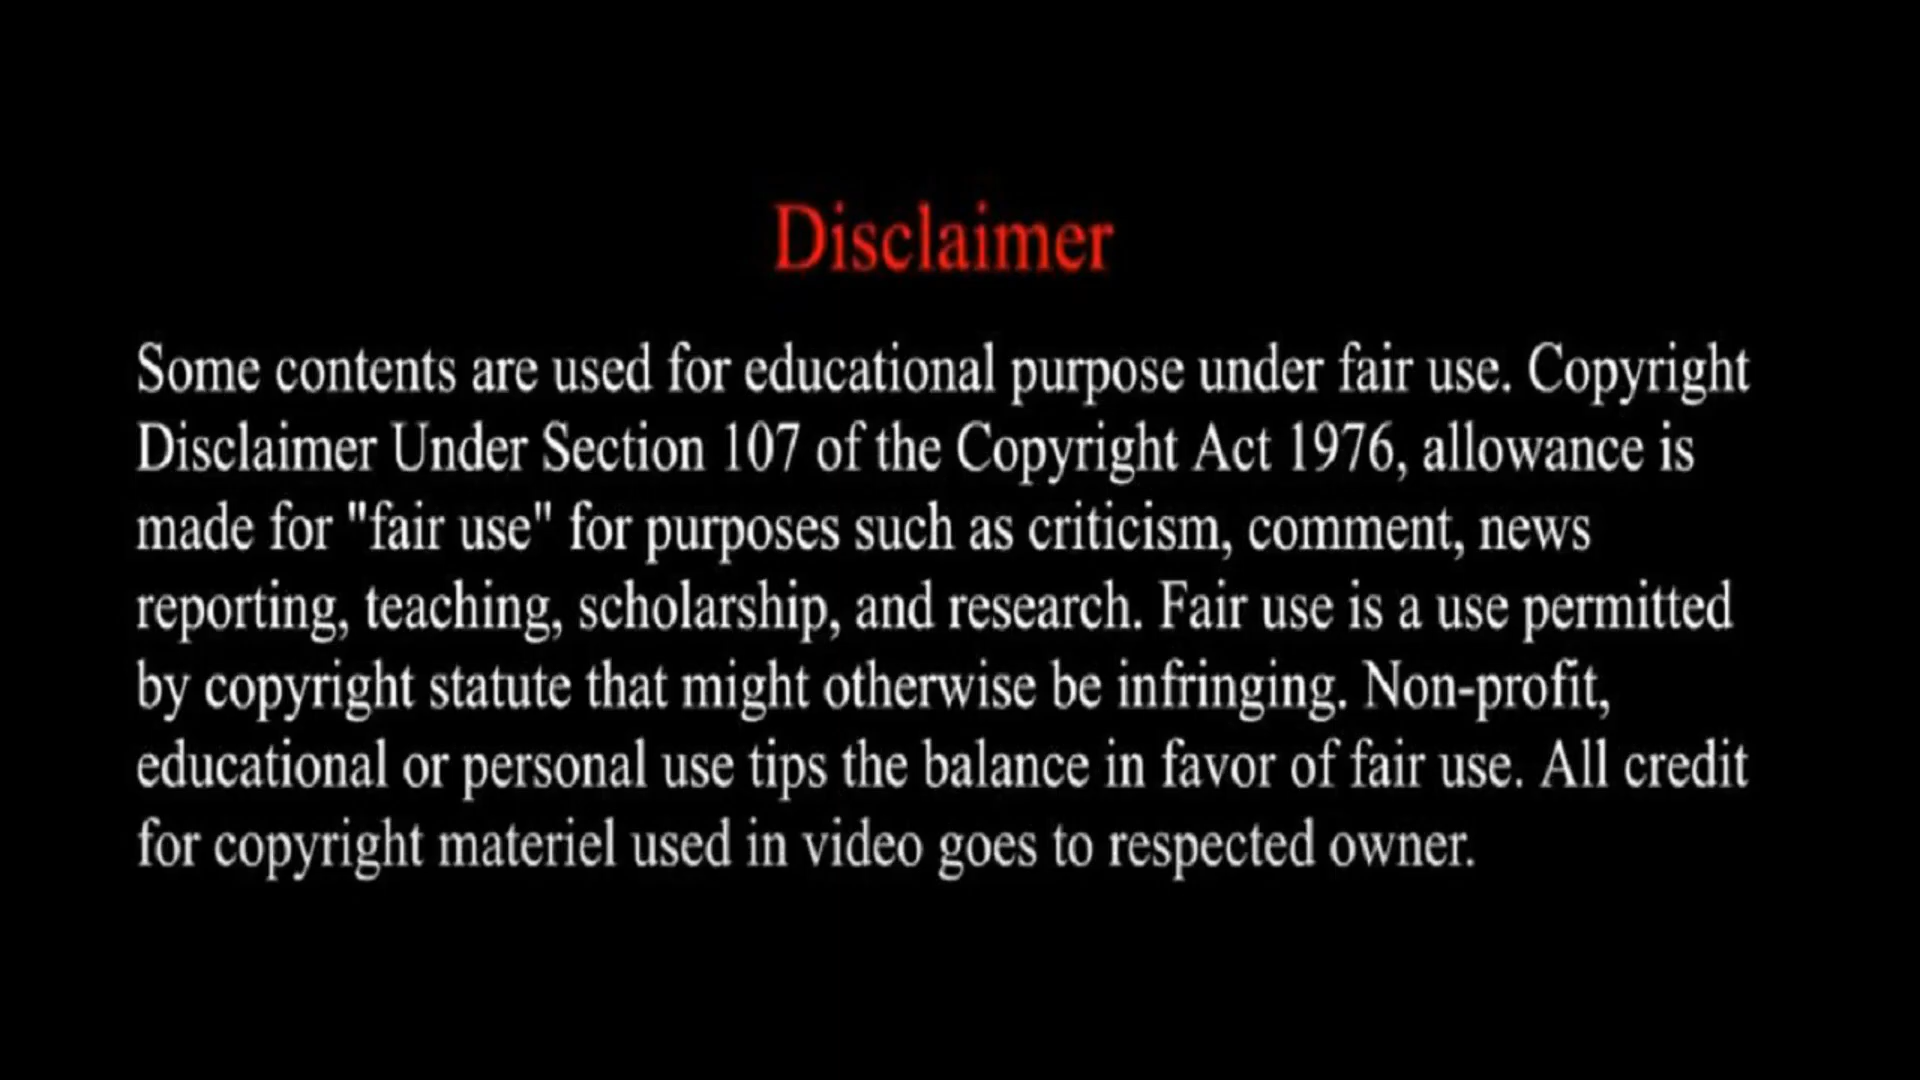 Disclaimer
Some contents are used for educational purpose under fair use. Copyright
Disclaimer Under Section 107 of the Copyright Act 1976, allowance is
made for "fair use" for purposes such as criticism, comment, news
reporting, teaching, scholarship, and research. Fair use is a use permitted
by copyright statute that might otherwise be infringing. Non-profit,
educational or personal use tips the balance in favor of fair use. All credit
for copyright materiel used in video goes to respected owner.